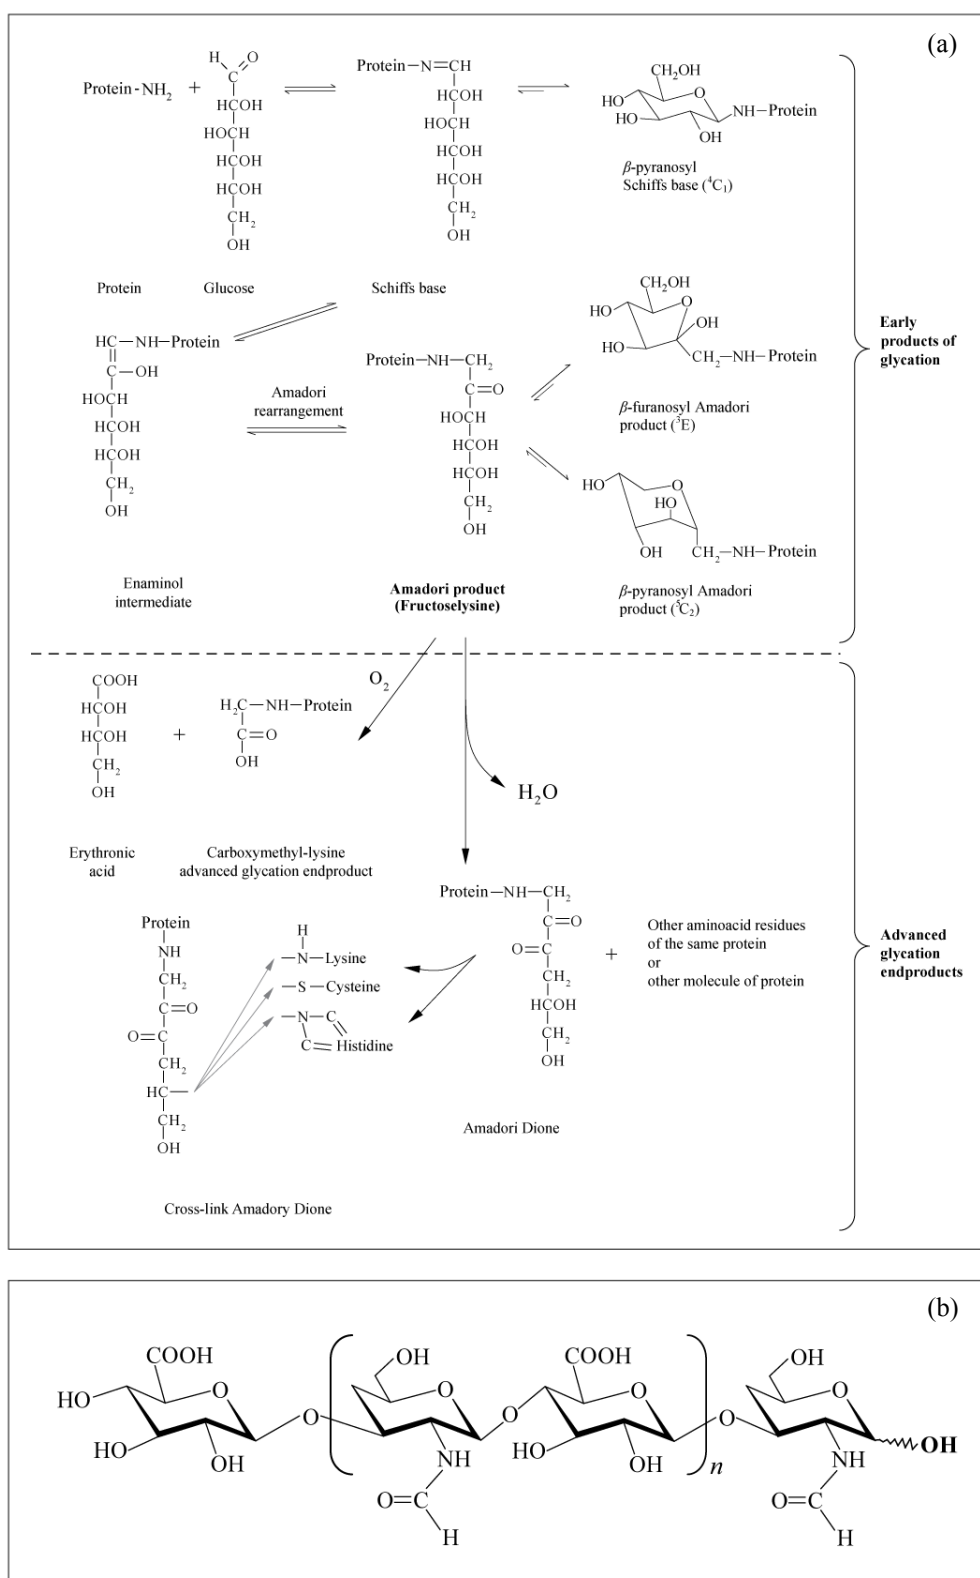 (a)
H O
C
Protein-NH2 + HCOH
HOCH
HCOH
HCOH
CH2
OH
Protein–N=CH
HCOH
HOCH
HCOH
HCOH
CH2
OH
CH2OH
HO O
HO NH–Protein
OH
β-pyranosyl
Schiffs base (4C1)
Protein Glucose Schiffs base
HC–NH–Protein
C–OH
HOCH
HCOH
HCOH
CH2
OH
Enaminol
intermediate
Amadori
rearrangement
Protein–NH–CH2
C=O
HOCH
HCOH
HCOH
CH2
OH
Amadori product
(Fructoselysine)
CH2OH
HO O
OH
HO
CH2–NH–Protein
β-furanosyl Amadori
product (3E)
HO O
HO
OH CH2–NH–Protein
β-pyranosyl Amadori
product (5C2)
Early
products of
glycation
O2
H2O
COOH
HCOH
HCOH
CH2
OH
+
H2C–NH–Protein
C=O
OH
Erythronic
acid
Carboxymethyl-lysine
advanced glycation endproduct
Protein–NH–CH2
C=O
O=C
CH2
HCOH
CH2
OH
Amadori Dione
+
Other aminoacid residues
of the same protein
or
other molecule of protein
Protein
NH
CH2
C=O
O=C
CH2
HC–
CH2
OH
H
–N–Lysine
–S–Cysteine
–N–C
C=Histidine
Cross-link Amadory Dione
Advanced
glycation
endproducts
(b)
COOH
HO O
HO OH
O
OH
O
NH
O=C
H
O
COOH
O
HO OH
n
O
OH
O
OH
NH
O=C
H